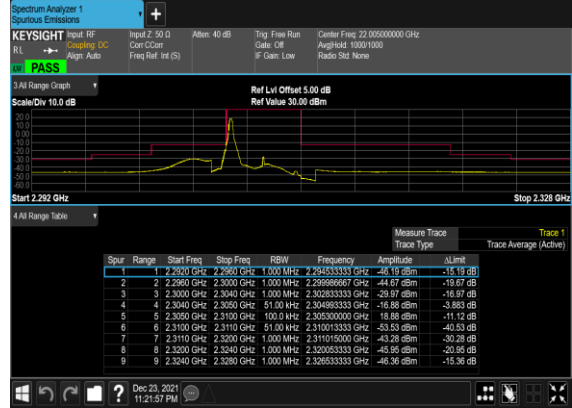 Spectrum Analyzer 1
Spurious Emissions
+
KEYSIGHT Input: RF Input Z: 50 Ω Atten: 40 dB Trig: Free Run Center Freq: 22.005000000 GHz
RL Coupling: DC Corr CCorr Gate: Off Avg|Hold: 1000/1000
Align: Auto Freq Ref: Int (S) IF Gain: Low Radio Std: None
PASS
3 All Range Graph
Ref Lvl Offset 5.00 dB
Scale/Div 10.0 dB Ref Value 30.00 dBm
20.0
10.0
0.00
-10.0
-20.0
-30.0
-40.0
-50.0
-60.0
Start 2.292 GHz Stop 2.328 GHz
4 All Range Table
Measure Trace Trace 1
Trace Type Trace Average (Active)
Spur Range Start Freq Stop Freq RBW Frequency Amplitude ΔLimit
1 1 2.2920 GHz 2.2960 GHz 1.000 MHz 2.294533333 GHz -46.19 dBm -15.19 dB
2 2 2.2960 GHz 2.3000 GHz 1.000 MHz 2.299986667 GHz -44.67 dBm -19.67 dB
3 3 2.3000 GHz 2.3040 GHz 1.000 MHz 2.302833333 GHz -29.97 dBm -16.97 dB
4 4 2.3040 GHz 2.3050 GHz 51.00 kHz 2.304993333 GHz -16.88 dBm -3.883 dB
5 5 2.3050 GHz 2.3100 GHz 100.0 kHz 2.305300000 GHz 18.88 dBm -11.12 dB
6 6 2.3100 GHz 2.3110 GHz 51.00 kHz 2.310013333 GHz -53.53 dBm -40.53 dB
7 7 2.3110 GHz 2.3200 GHz 1.000 MHz 2.311015000 GHz -43.28 dBm -30.28 dB
8 8 2.3200 GHz 2.3240 GHz 1.000 MHz 2.320053333 GHz -45.95 dBm -20.95 dB
9 9 2.3240 GHz 2.3280 GHz 1.000 MHz 2.326533333 GHz -46.36 dBm -15.36 dB
? Dec 23, 2021
11:21:57 PM